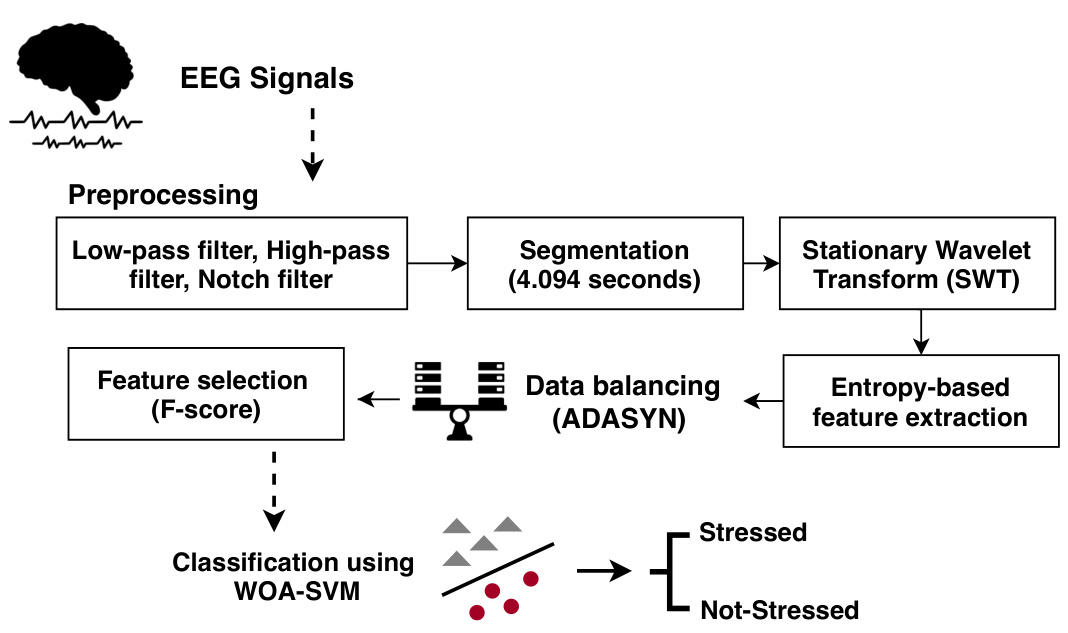 EEG Signals
Preprocessing
Low-pass filter, High-pass
filter, Notch filter
Segmentation
(4.094 seconds)
Stationary Wavelet
Transform (SWT)
Entropy-based
feature extraction
Data balancing
(ADASYN)
Feature selection
(F-score)
Classification using
WOA-SVM
Stressed
Not-Stressed